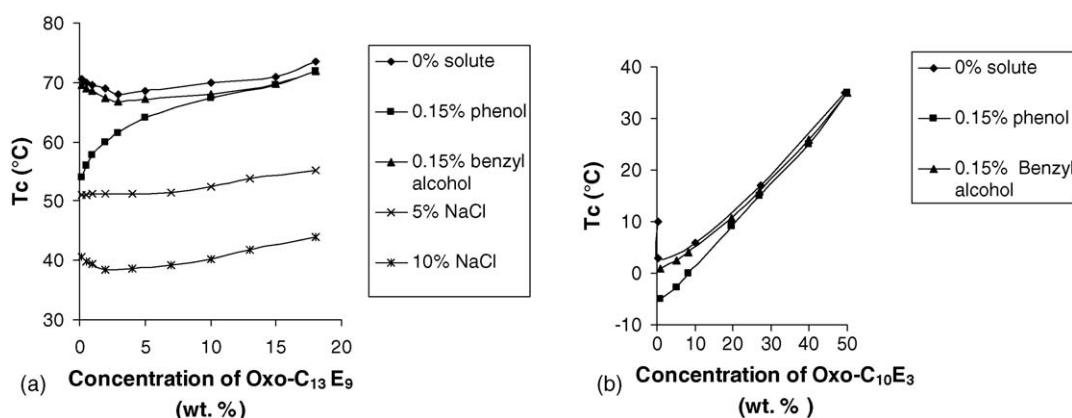 80
70
60
50
40
30
Tc (°C)
0
5
10
15
20
(a)
Concentration of Oxo-C₁₃ E₉
(wt. %)
0% solute
0.15% phenol
0.15% benzyl
alcohol
5% NaCl
10% NaCl
40
30
20
10
0
-10
Tc (°C)
0
10
20
30
40
50
(b)
Concentration of Oxo-C₁₀E₃
(wt. %)
0% solute
0.15% phenol
0.15% Benzyl
alcohol